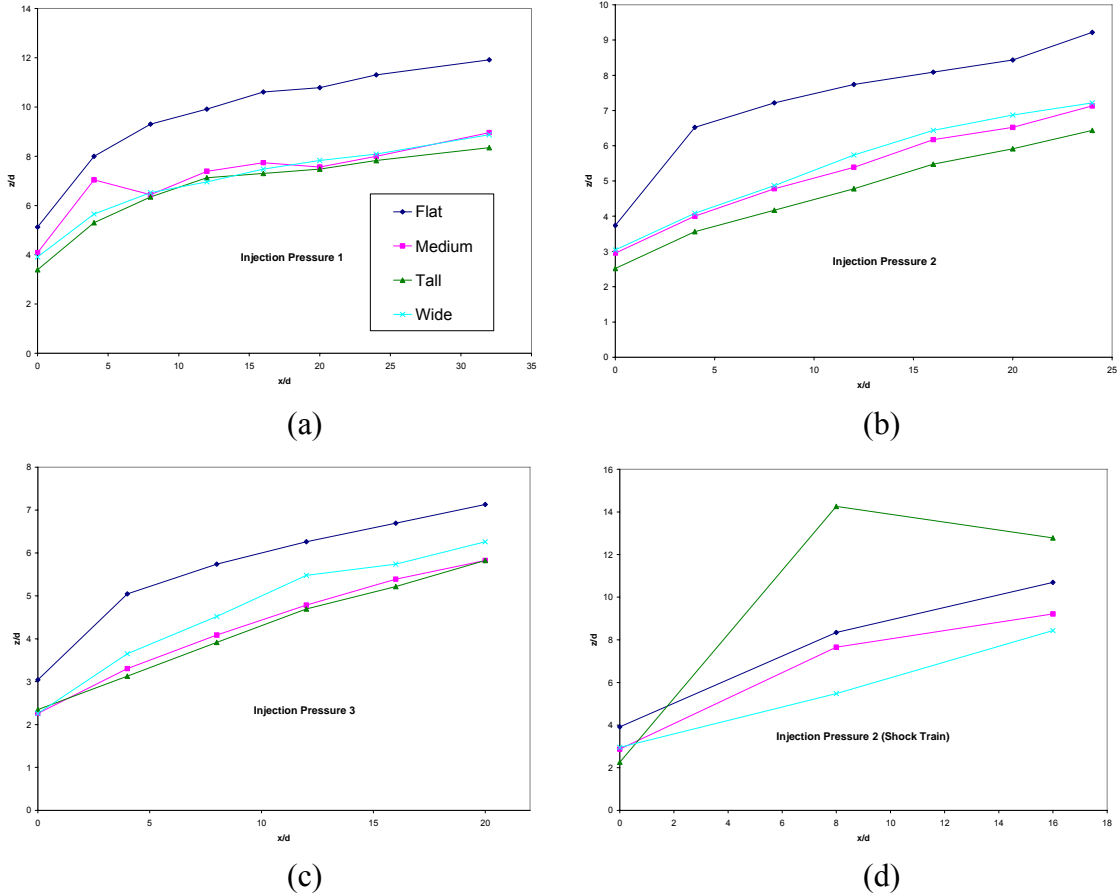 14
12
10
8
6
4
2
0
z/d
Flat
Medium
Tall
Wide
Injection Pressure 1
0 5 10 15 20 25 30 35
x/d
(a)
10
9
8
7
6
5
4
3
2
1
0
z/d
Injection Pressure 2
0 5 10 15 20 25
x/d
(b)
8
7
6
5
4
3
2
1
0
z/d
Injection Pressure 3
0 5 10 15 20
x/d
(c)
16
14
12
10
8
6
4
2
0
z/d
Injection Pressure 2 (Shock Train)
0 2 4 6 8 10 12 14 16 18
x/d
(d)